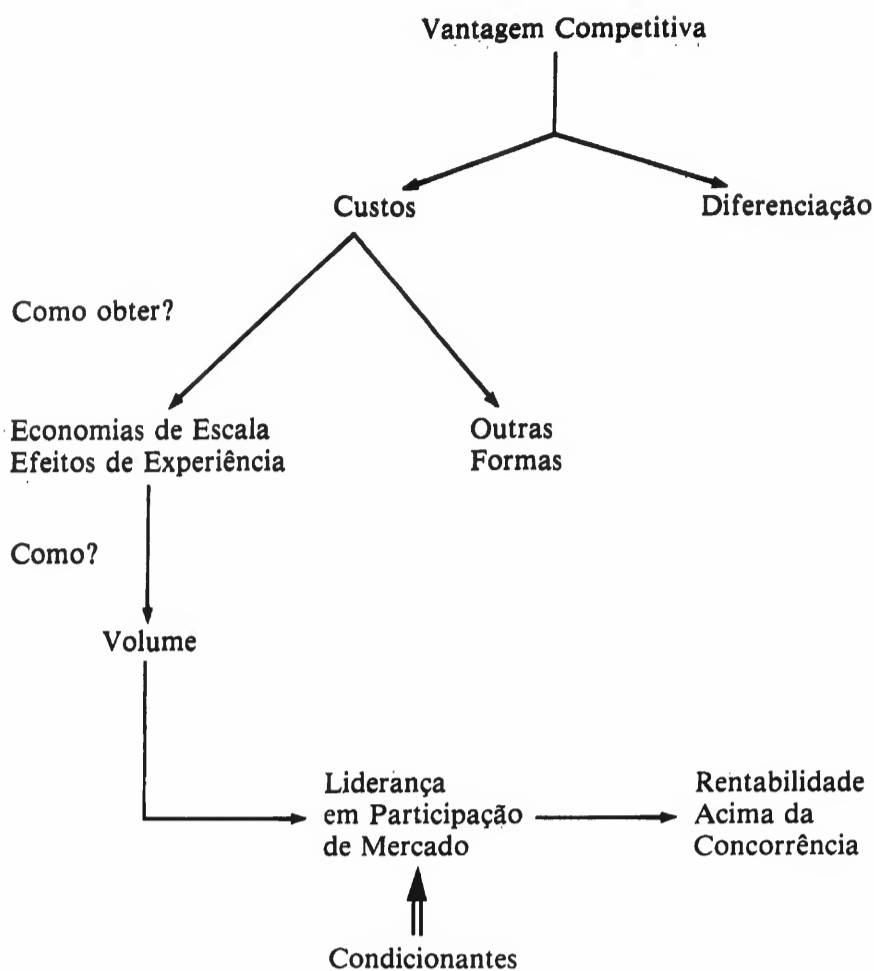 Vantagem Competitiva
Custos
Diferenciação
Como obter?
Economias de Escala
Efeitos de Experiência
Outras
Formas
Como?
Volume
Liderança
em Participação
de Mercado
Rentabilidade
Acima da
Concorrência
Condicionantes